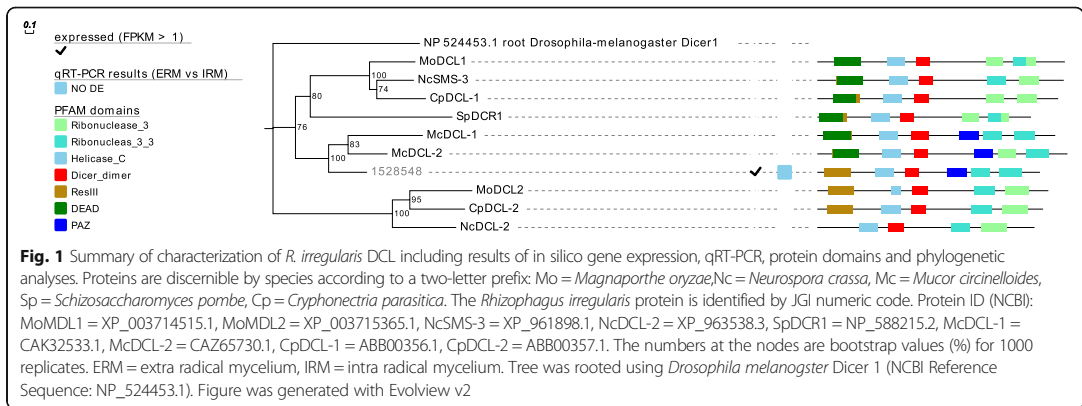 0.1
expressed (FPKM > 1)
qRT-PCR results (ERM vs IRM)
NO DE
PFAM domains
Ribonuclease_3
Ribonucleas_3_3
Helicase_C
Dicer_dimer
ResIII
DEAD
PAZ
NP 524453.1 root Drosophila-melanogaster Dicer1
MoDCL1
100
NcSMS-3
74
CpDCL-1
80
SpDCR1
76
McDCL-1
83
McDCL-2
100
1528548
MoDCL2
95
CpDCL-2
100
NcDCL-2
Fig. 1 Summary of characterization of R. irregularis DCL including results of in silico gene expression, qRT-PCR, protein domains and phylogenetic
analyses. Proteins are discernible by species according to a two-letter prefix: Mo = Magnaporthe oryzae,Nc = Neurospora crassa, Mc = Mucor circinelloides,
Sp = Schizosaccharomyces pombe, Cp = Cryphonectria parasitica. The Rhizophagus irregularis protein is identified by JGI numeric code. Protein ID (NCBI):
MoMDL1 = XP_003714515.1, MoMDL2 = XP_003715365.1, NcSMS-3 = XP_961898.1, NcDCL-2 = XP_963538.3, SpDCR1 = NP_588215.2, McDCL-1 =
CAK32533.1, McDCL-2 = CAZ65730.1, CpDCL-1 = ABB00356.1, CpDCL-2 = ABB00357.1. The numbers at the nodes are bootstrap values (%) for 1000
replicates. ERM = extra radical mycelium, IRM = intra radical mycelium. Tree was rooted using Drosophila melanogster Dicer 1 (NCBI Reference
Sequence: NP_524453.1). Figure was generated with Evolview v2